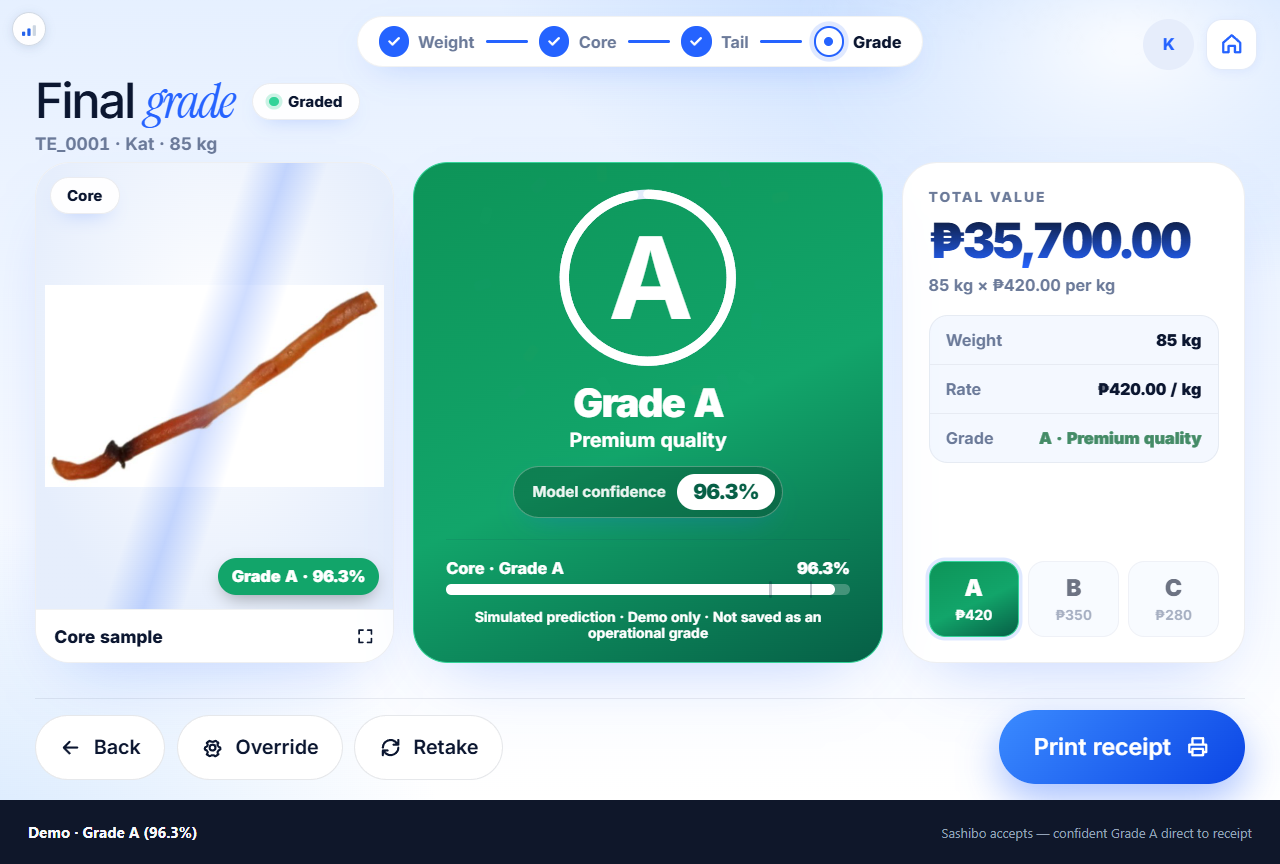 Weight
Core
Tail
Grade
K
Final grade
Graded
TE_0001 · Kat · 85 kg
Core
Grade A · 96.3%
Core sample
A
Grade A
Premium quality
Model confidence 96.3%
Core · Grade A 96.3%
Simulated prediction · Demo only · Not saved as an
operational grade
TOTAL VALUE
₱35,700.00
85 kg × ₱420.00 per kg
Weight 85 kg
Rate ₱420.00 / kg
Grade A · Premium quality
A
₱420
B
₱350
C
₱280
Back
Override
Retake
Print receipt
Demo · Grade A (96.3%)
Sashibo accepts — confident Grade A direct to receipt